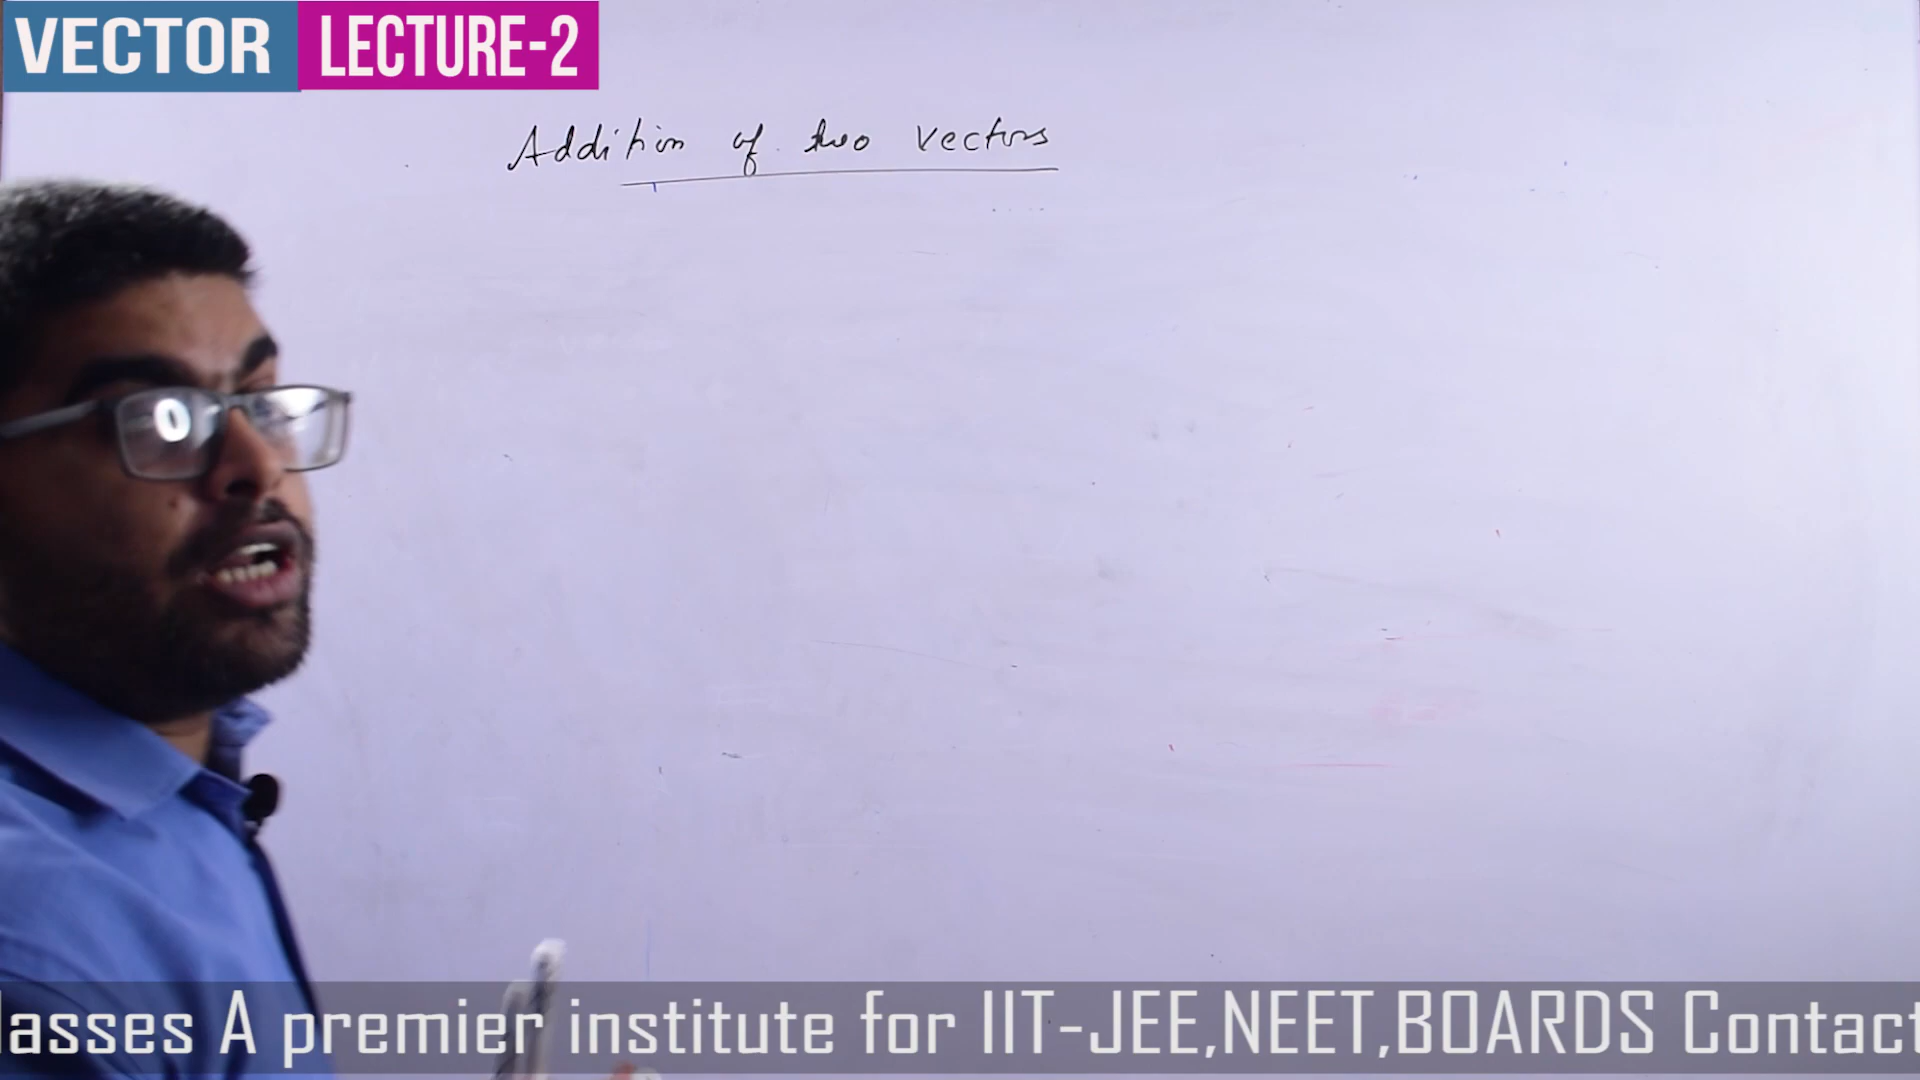 VECTOR LECTURE-2
Addition of two vectors
lasses A premier institute for IIT-JEE,NEET,BOARDS Contact